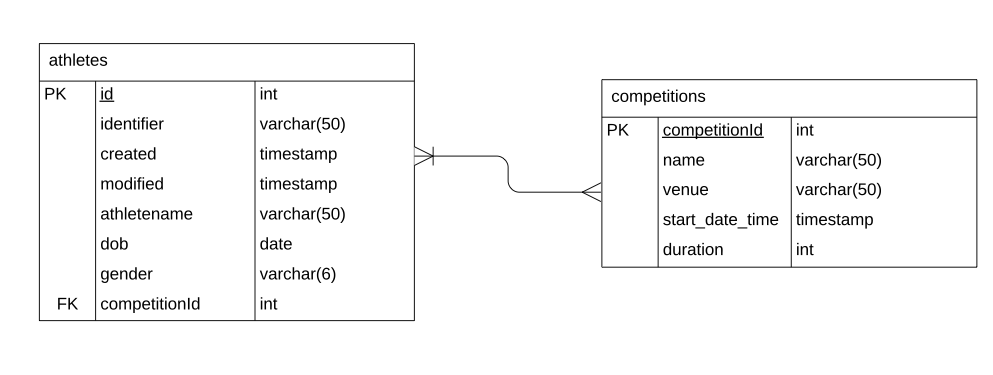 athletes
PK id int
identifier varchar(50)
created timestamp
modified timestamp
athletename varchar(50)
dob date
gender varchar(6)
FK competitionId int
competitions
PK competitionId int
name varchar(50)
venue varchar(50)
start_date_time timestamp
duration int